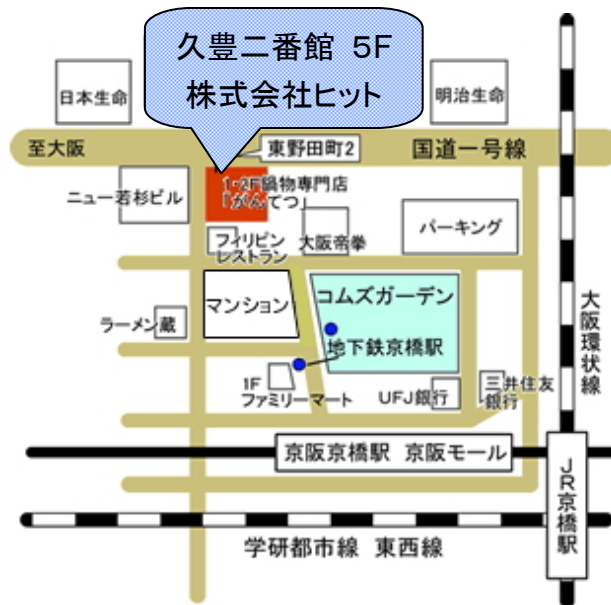 久豊二番館 5F
株式会社ヒット
日本生命
明治生命
至大阪
東野田町2
国道一号線
ニュー若杉ビル
1・2F鍋物専門店
「がんてつ」
フィリピン
レストラン
大阪帝拳
パーキング
マンション
コムズガーデン
ラーメン蔵
地下鉄京橋駅
大阪環状線
1F
ファミリーマート
UFJ銀行
三井住友
銀行
京阪京橋駅 京阪モール
JR京橋駅
学研都市線 東西線